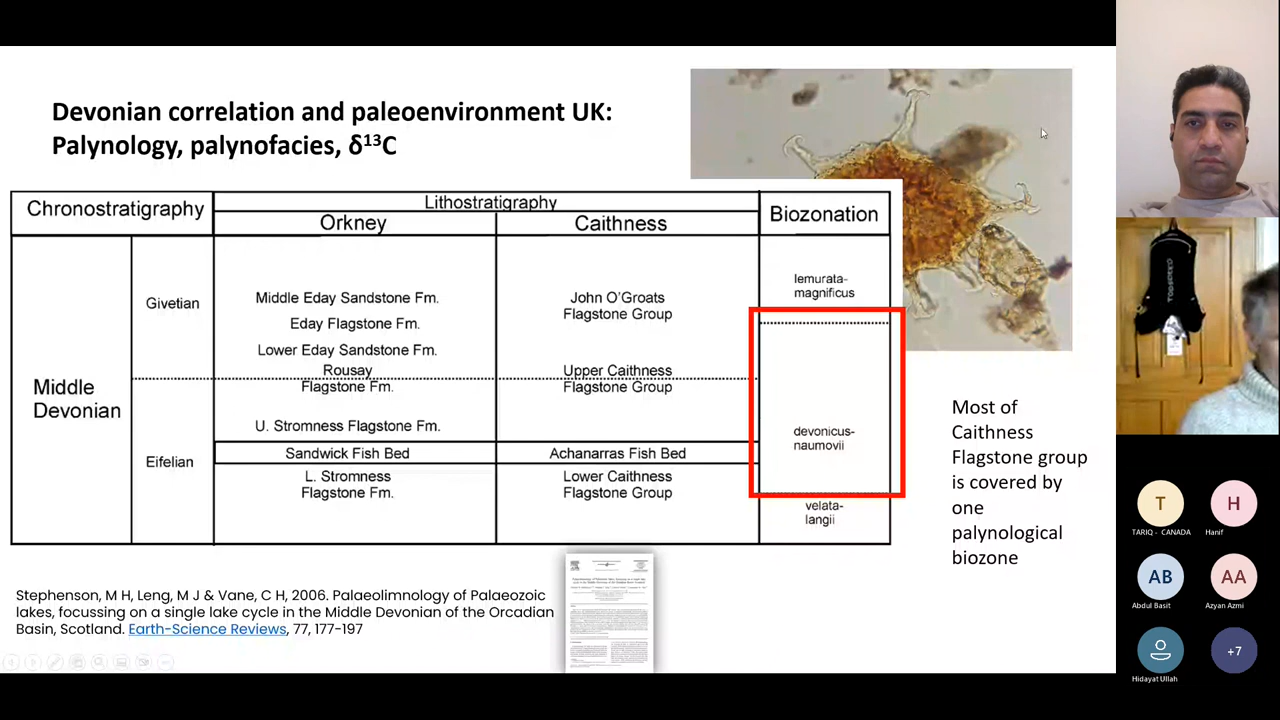 Devonian correlation and paleoenvironment UK:
Palynology, palynofacies, δ¹³C
Chronostratigraphy
Lithostratigraphy
Orkney
Caithness
Biozonation
Middle
Devonian
Givetian
Eifelian
Middle Eday Sandstone Fm.
Eday Flagstone Fm.
Lower Eday Sandstone Fm.
Rousay
Flagstone Fm.
U. Stromness Flagstone Fm.
Sandwick Fish Bed
L. Stromness
Flagstone Fm.
John O'Groats
Flagstone Group
Upper Caithness
Flagstone Group
Achanarras Fish Bed
Lower Caithness
Flagstone Group
lemurata-
magnificus
devonicus-
naumovii
velata-
langii
Most of
Caithness
Flagstone group
is covered by
one
palynological
biozone
Stephenson, M H, Leng, M J & Vane, C H, 2006. Palaeolimnology of Palaeozoic
lakes, focussing on a single lake cycle in the Middle Devonian of the Orcadian
Basin, Scotland. Earth-Science Reviews, 77, 177-197
T
TARIQ - CANADA
H
Hanif
AB
Abdul Basit
AA
Azyan Azmi
Hidayat Ullah
+7